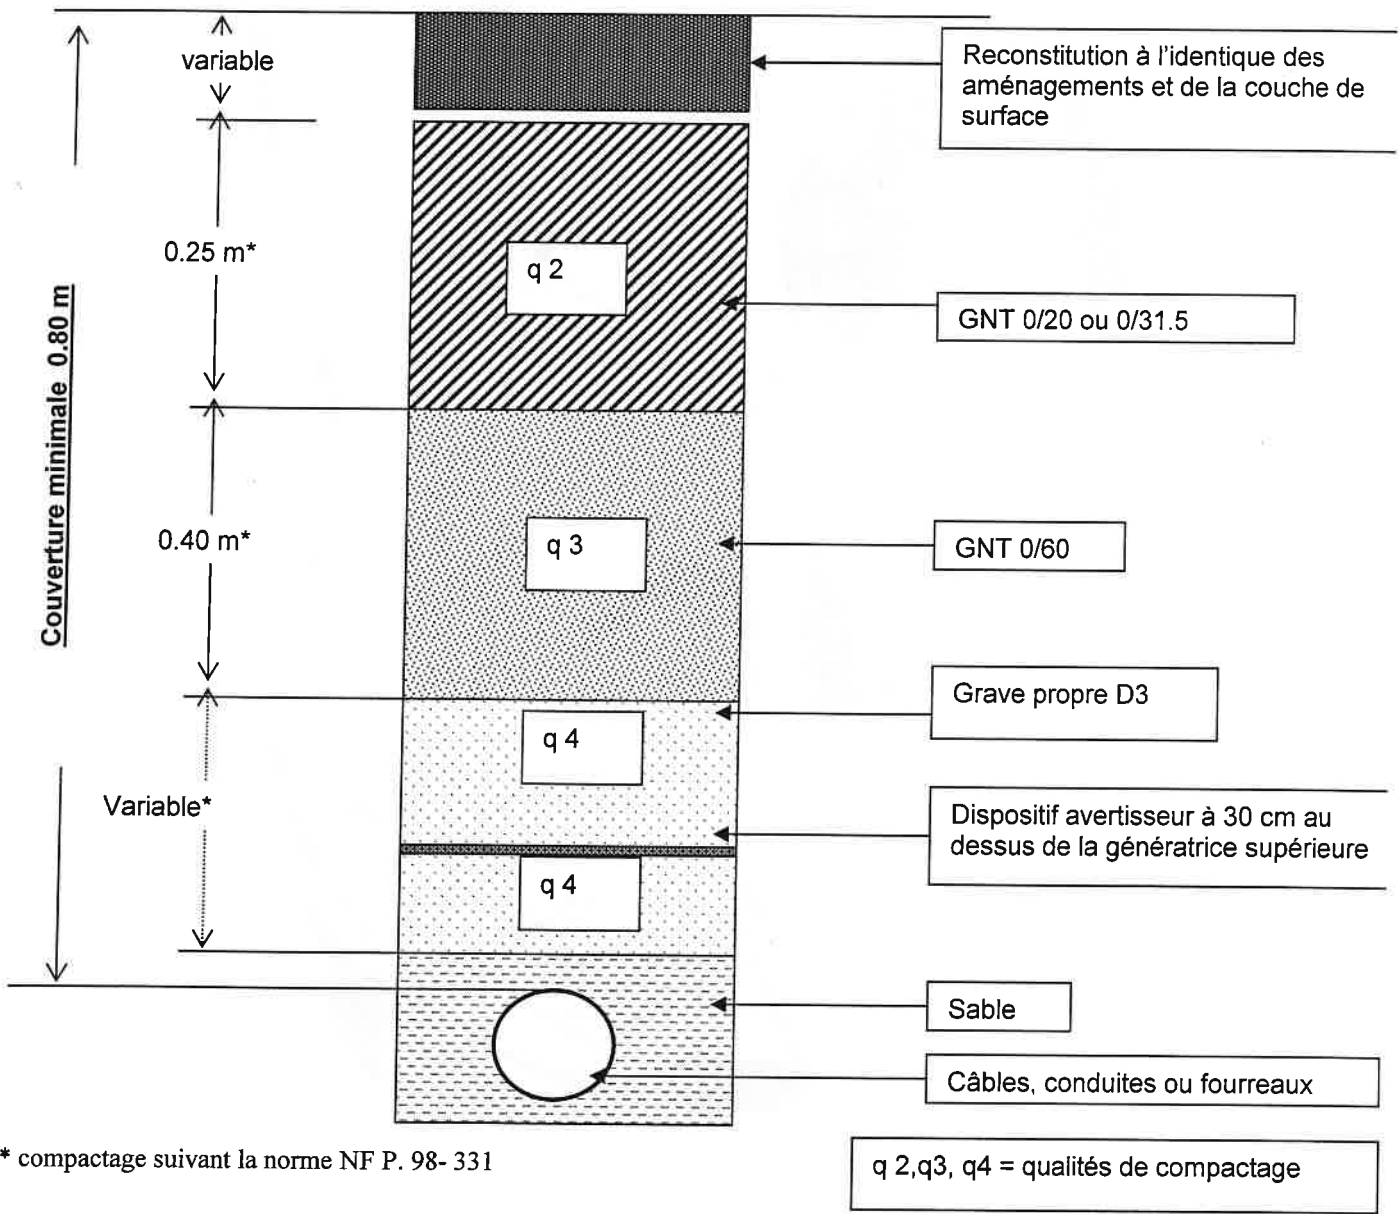 variable
Reconstitution à l'identique des
aménagements et de la couche de
surface
0.25 m*
q 2
GNT 0/20 ou 0/31.5
Couverture minimale 0.80 m
0.40 m*
q 3
GNT 0/60
Grave propre D3
q 4
Variable*
Dispositif avertisseur à 30 cm au
dessus de la génératrice supérieure
q 4
Sable
Câbles, conduites ou fourreaux
* compactage suivant la norme NF P. 98- 331
q 2,q3, q4 = qualités de compactage